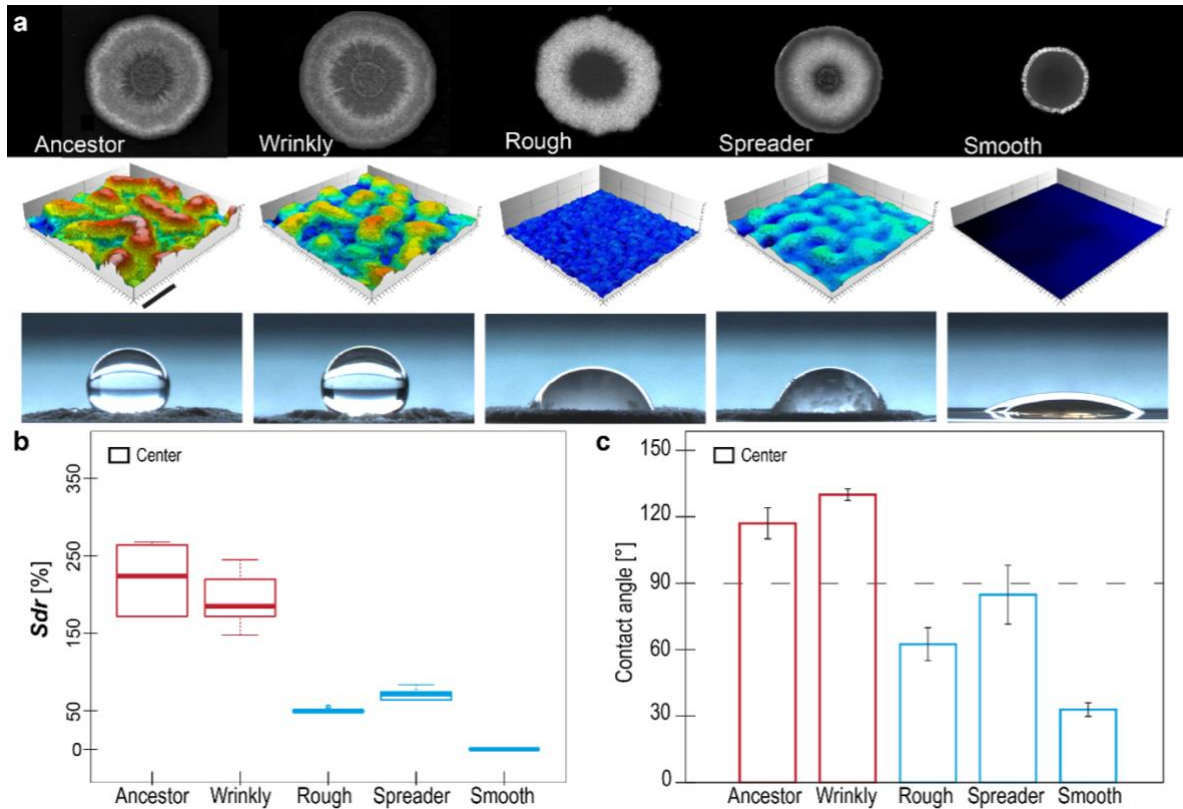 a
Ancestor Wrinkly Rough Spreader Smooth
b
Center
350
250
150
50
0
Sdr [%]
Ancestor Wrinkly Rough Spreader Smooth
c
Center
150
120
90
60
30
0
Contact angle [°]
Ancestor Wrinkly Rough Spreader Smooth